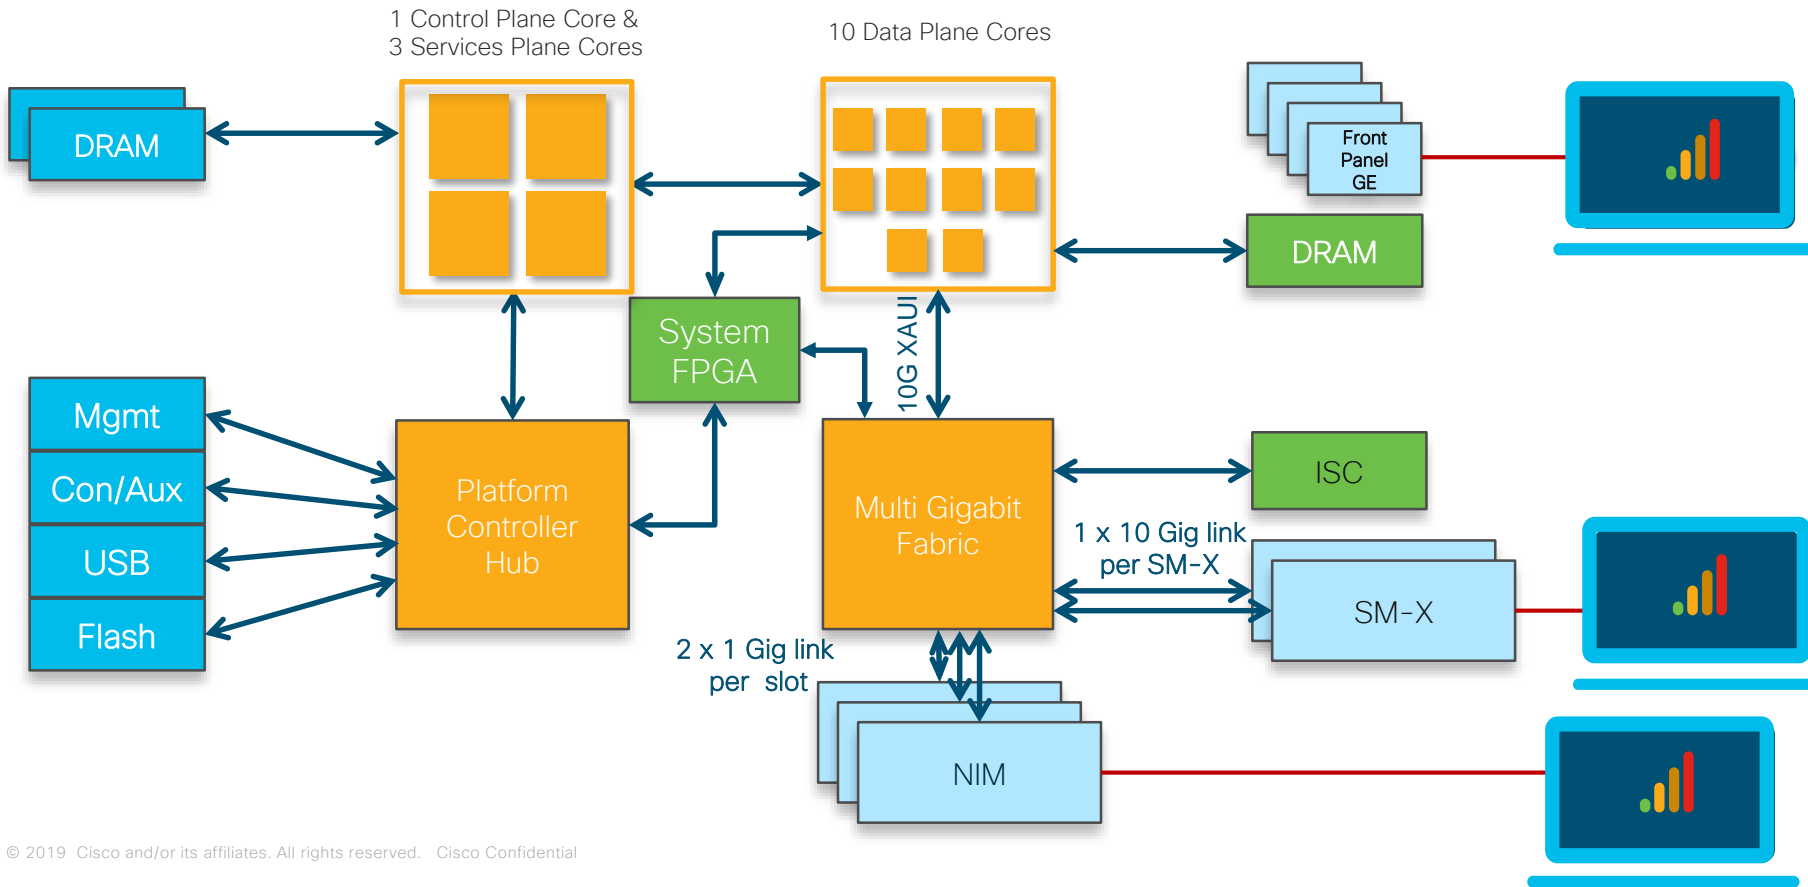 1 Control Plane Core &
3 Services Plane Cores
10 Data Plane Cores
DRAM
Front
Panel
GE
DRAM
System
FPGA
10G XAUI
Mgmt
Con/Aux
USB
Flash
Platform
Controller
Hub
Multi Gigabit
Fabric
ISC
1 x 10 Gig link
per SM-X
SM-X
2 x 1 Gig link
per slot
NIM
© 2019 Cisco and/or its affiliates. All rights reserved. Cisco Confidential